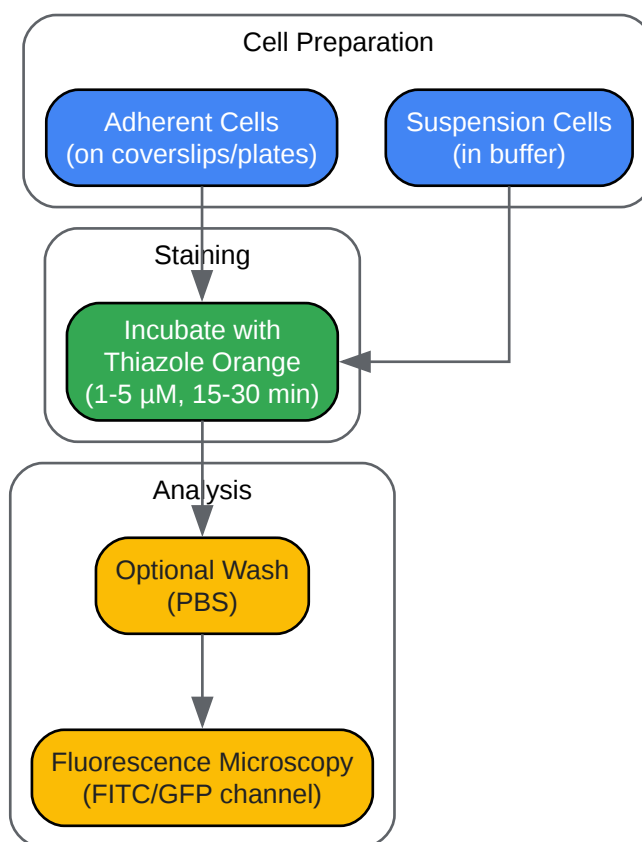 Cell Preparation
Adherent Cells
(on coverslips/plates)
Suspension Cells
(in buffer)
Staining
Incubate with
Thiazole Orange
(1-5 µM, 15-30 min)
Analysis
Optional Wash
(PBS)
Fluorescence Microscopy
(FITC/GFP channel)